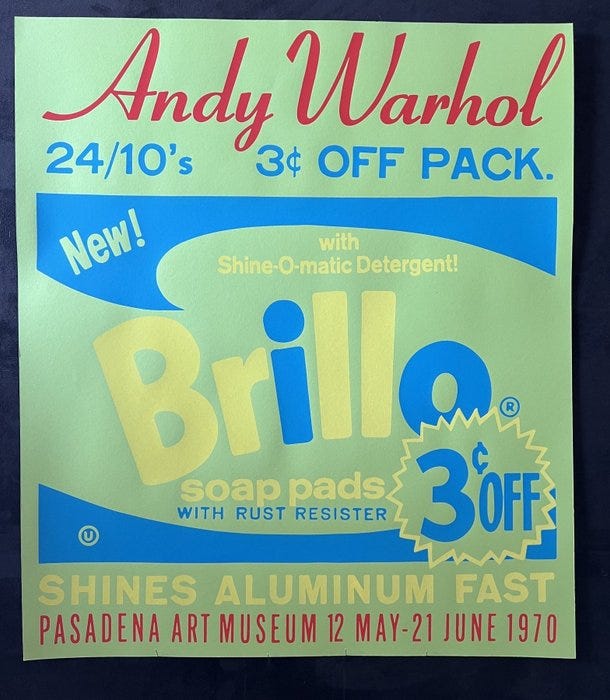 Andy Warhol
24/10's 3¢ OFF PACK.
New!
with
Shine-O-matic Detergent!
Brillo®
soap pads
WITH RUST RESISTER
3¢ OFF
Ⓤ
SHINES ALUMINUM FAST
PASADENA ART MUSEUM 12 MAY-21 JUNE 1970